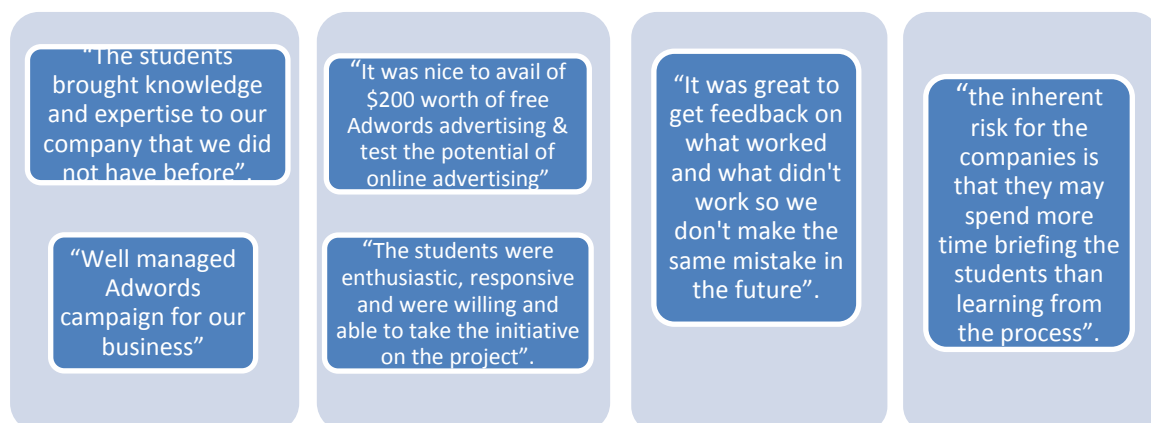 “The students
brought knowledge
and expertise to our
company that we did
not have before”.
“Well managed
Adwords
campaign for our
business”
“It was nice to avail of
$200 worth of free
Adwords advertising &
test the potential of
online advertising”
“The students were
enthusiastic, responsive
and were willing and
able to take the initiative
on the project”.
“It was great to
get feedback on
what worked
and what didn't
work so we
don't make the
same mistake in
the future”.
“the inherent
risk for the
companies is
that they may
spend more
time briefing the
students than
learning from
the process”.